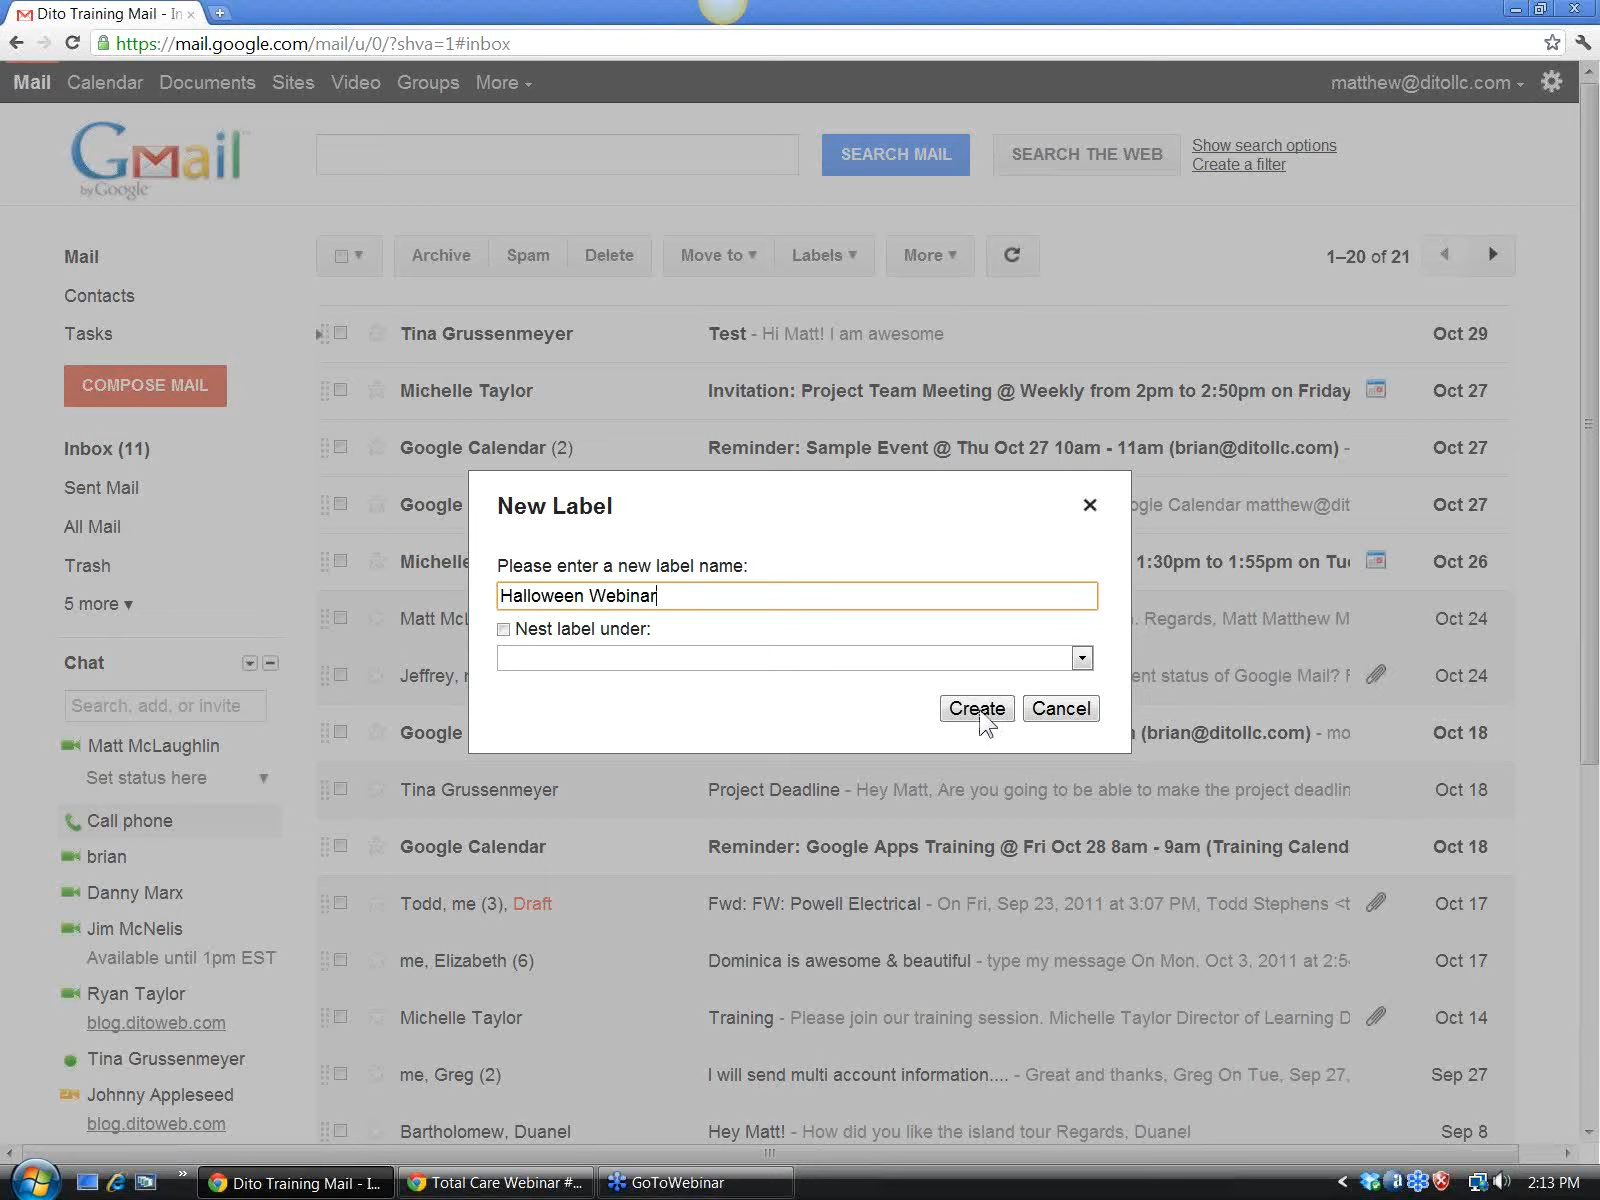 Dito Training Mail - In
https://mail.google.com/mail/u/0/?shva=1#inbox
Mail Calendar Documents Sites Video Groups More
matthew@ditollc.com
Gmail
by Google
SEARCH MAIL
SEARCH THE WEB
Show search options
Create a filter
Mail
Contacts
Tasks
COMPOSE MAIL
Inbox (11)
Sent Mail
All Mail
Trash
5 more
Chat
Search, add, or invite
Matt McLaughlin
Set status here
Call phone
brian
Danny Marx
Jim McNelis
Available until 1pm EST
Ryan Taylor
blog.ditoweb.com
Tina Grussenmeyer
Johnny Appleseed
blog.ditoweb.com
Archive Spam Delete Move to Labels More
1–20 of 21
Tina Grussenmeyer Test - Hi Matt! I am awesome Oct 29
Michelle Taylor Invitation: Project Team Meeting @ Weekly from 2pm to 2:50pm on Friday Oct 27
Google Calendar (2) Reminder: Sample Event @ Thu Oct 27 10am - 11am (brian@ditollc.com) - Oct 27
Google ogle Calendar matthew@dit Oct 27
Michelle 1:30pm to 1:55pm on Tu Oct 26
Matt McL . Regards, Matt Matthew M Oct 24
Jeffrey, ent status of Google Mail? F Oct 24
Google (brian@ditollc.com) - mo Oct 18
Tina Grussenmeyer Project Deadline - Hey Matt, Are you going to be able to make the project deadlin Oct 18
Google Calendar Reminder: Google Apps Training @ Fri Oct 28 8am - 9am (Training Calend Oct 18
Todd, me (3), Draft Fwd: FW: Powell Electrical - On Fri, Sep 23, 2011 at 3:07 PM, Todd Stephens <t Oct 17
me, Elizabeth (6) Dominica is awesome & beautiful - type my message On Mon, Oct 3, 2011 at 2:5 Oct 17
Michelle Taylor Training - Please join our training session. Michelle Taylor Director of Learning D Oct 14
me, Greg (2) I will send multi account information.... - Great and thanks, Greg On Tue, Sep 27, Sep 27
Bartholomew, Duanel Hey Matt! - How did you like the island tour Regards, Duanel Sep 8
New Label
Please enter a new label name:
Halloween Webinar
Nest label under:
Create Cancel
Dito Training Mail - I...
Total Care Webinar #...
GoToWebinar
2:13 PM